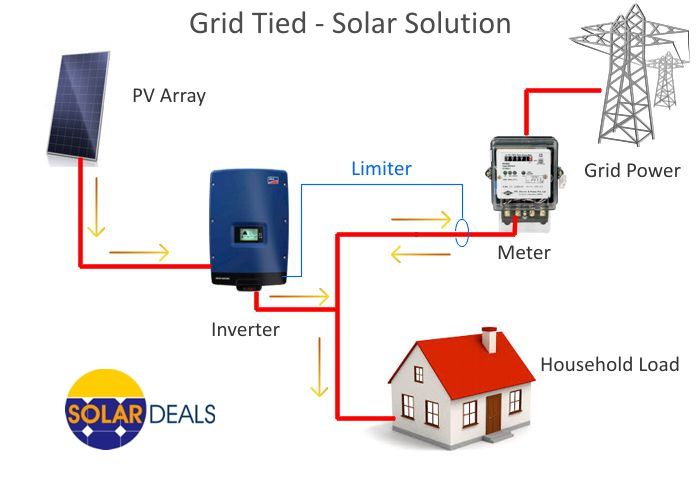 Grid Tied - Solar Solution
PV Array
Limiter
Grid Power
Meter
Inverter
Household Load
SOLAR DEALS